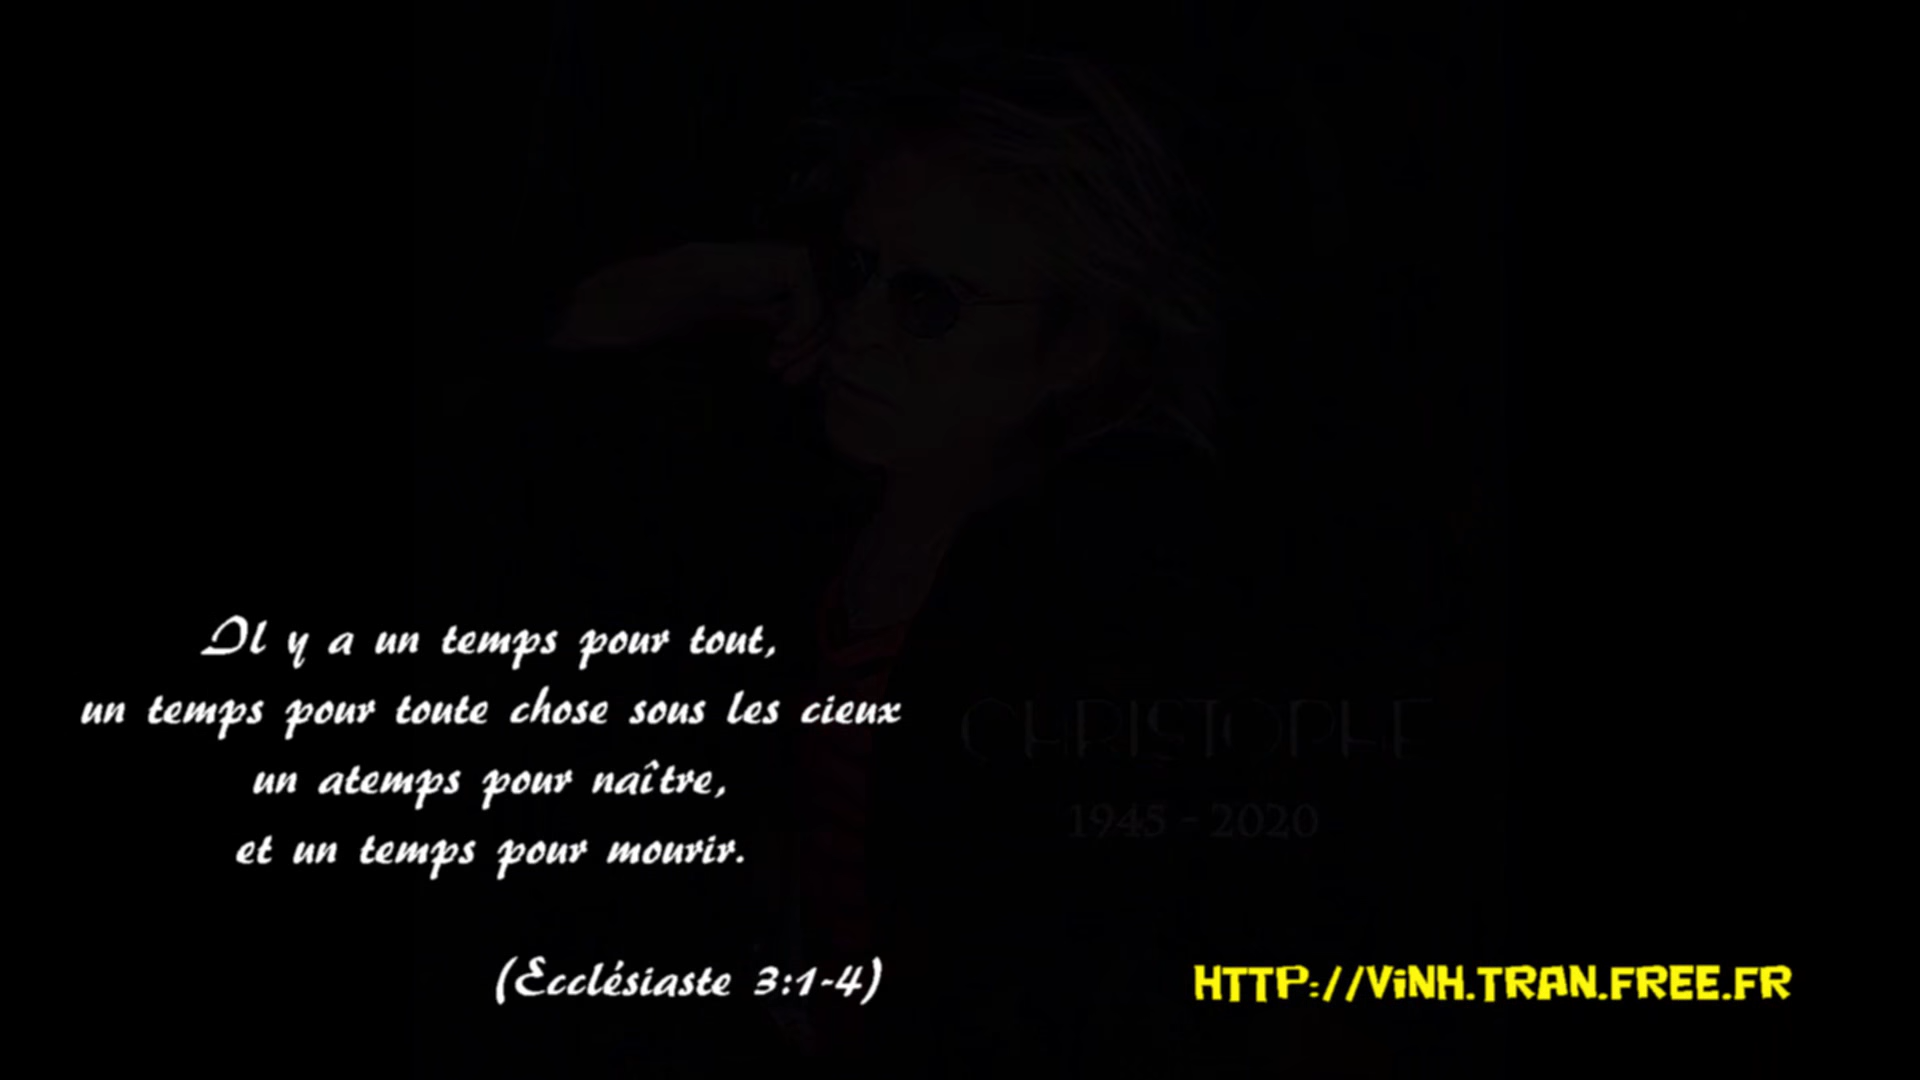 Il y a un temps pour tout,
un temps pour toute chose sous les cieux
un atemps pour naître,
et un temps pour mourir.
(Ecclésiaste 3:1-4)
CHRISTOPHE
1945 - 2020
HTTP://ViNH.TRAN.FREE.FR